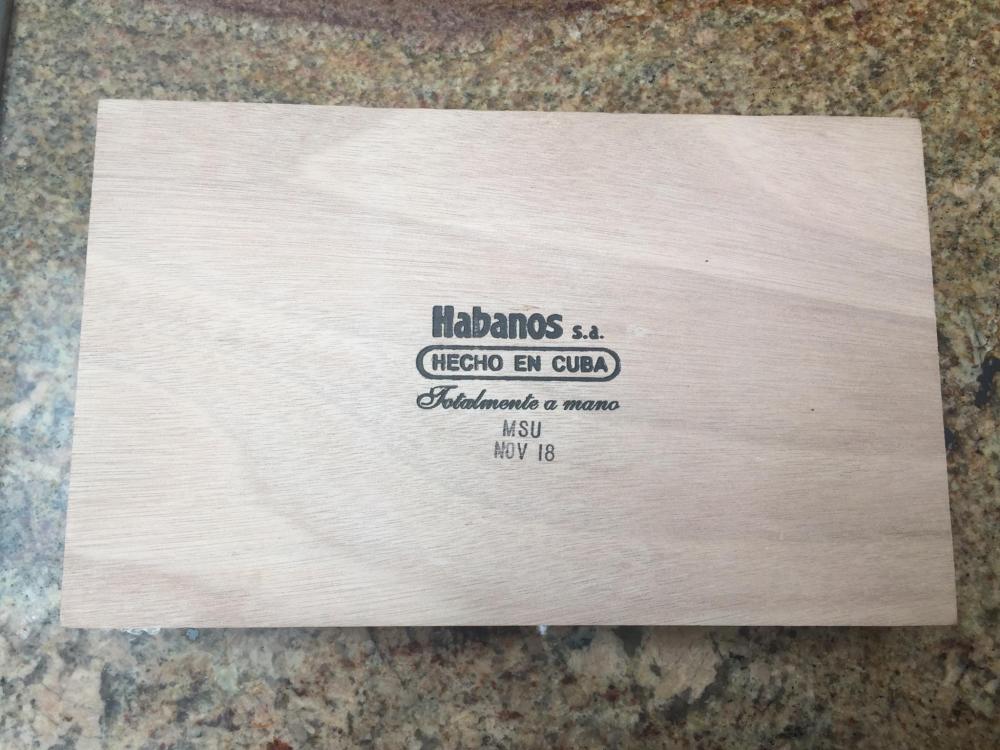 Habanos s.a.
HECHO EN CUBA
Totalmente a mano
MSU
NOV 18